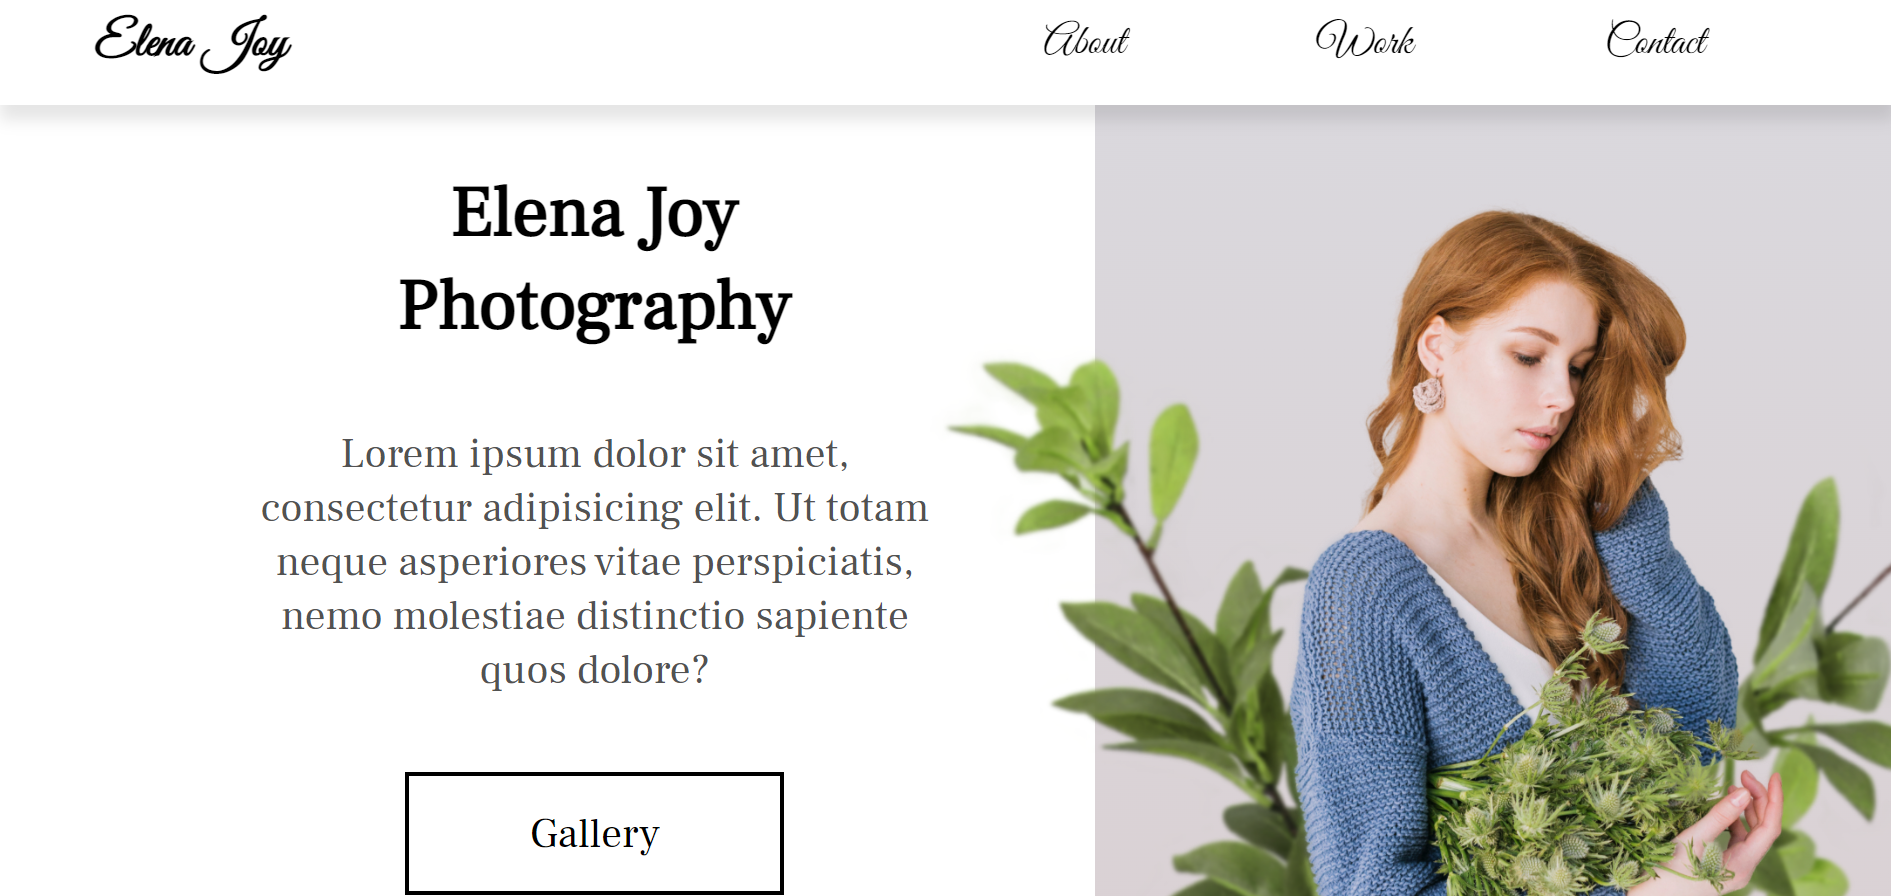 Elena Joy
About
Work
Contact
Elena Joy
Photography
Lorem ipsum dolor sit amet,
consectetur adipisicing elit. Ut totam
neque asperiores vitae perspiciatis,
nemo molestiae distinctio sapiente
quos dolore?
Gallery